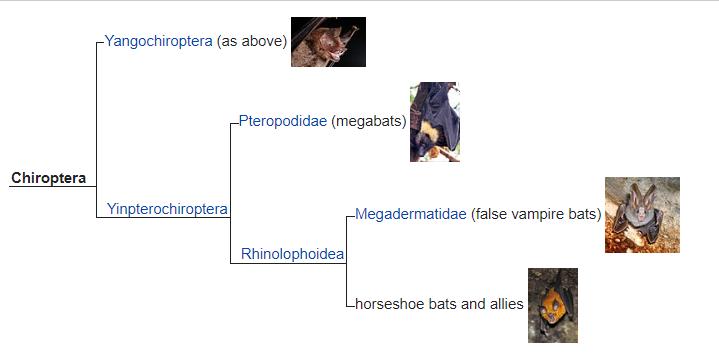 Yangochiroptera (as above)
Pteropodidae (megabats)
Chiroptera
Yinpterochiroptera
Megadermatidae (false vampire bats)
Rhinolophoidea
horseshoe bats and allies